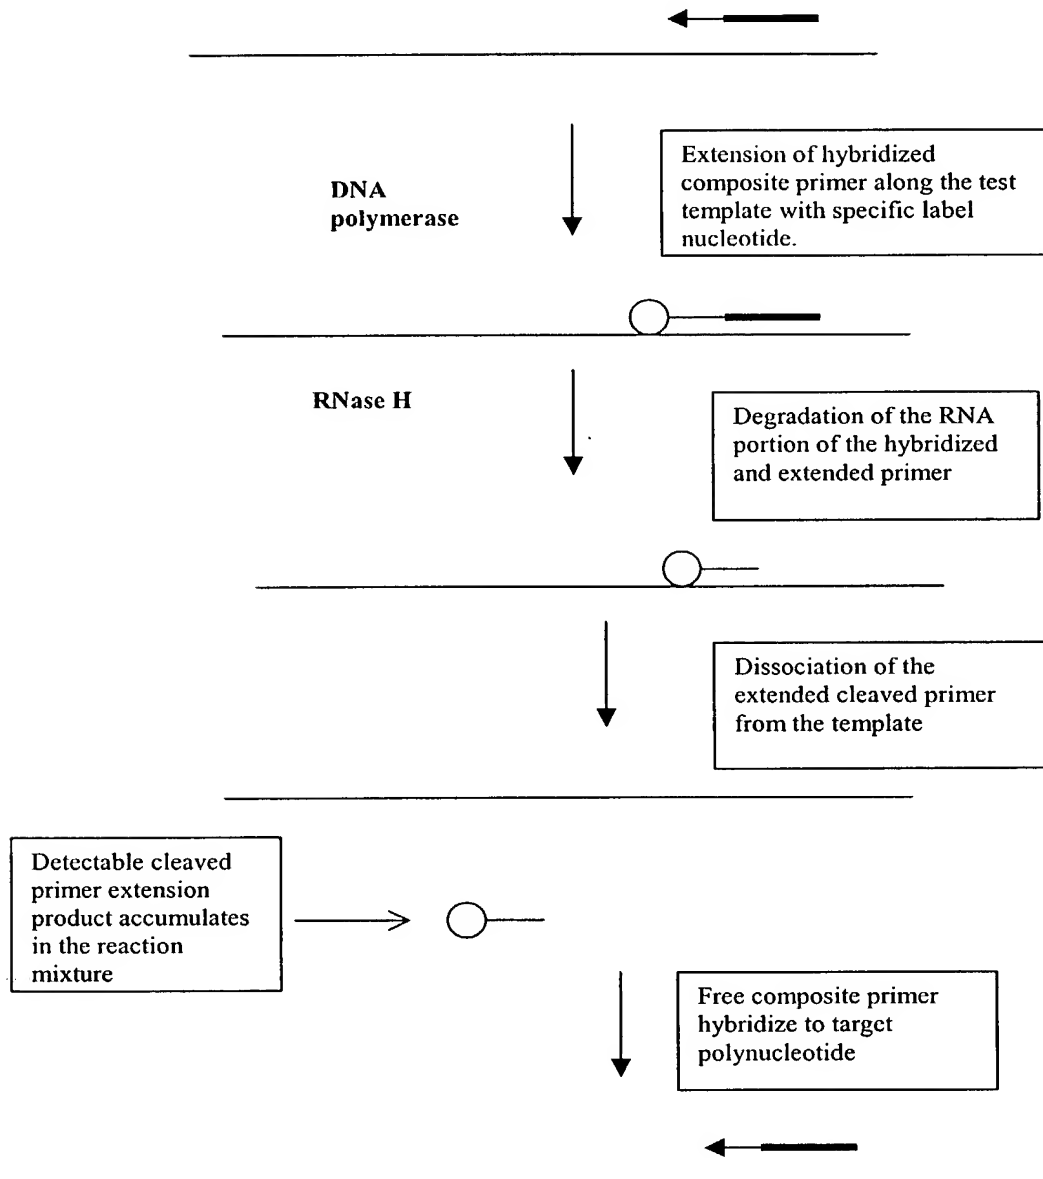 Extension of hybridized
composite primer along the test
template with specific label
nucleotide.
DNA
polymerase
RNase H
Degradation of the RNA
portion of the hybridized
and extended primer
Dissociation of the
extended cleaved primer
from the template
Detectable cleaved
primer extension
product accumulates
in the reaction
mixture
Free composite primer
hybridize to target
polynucleotide